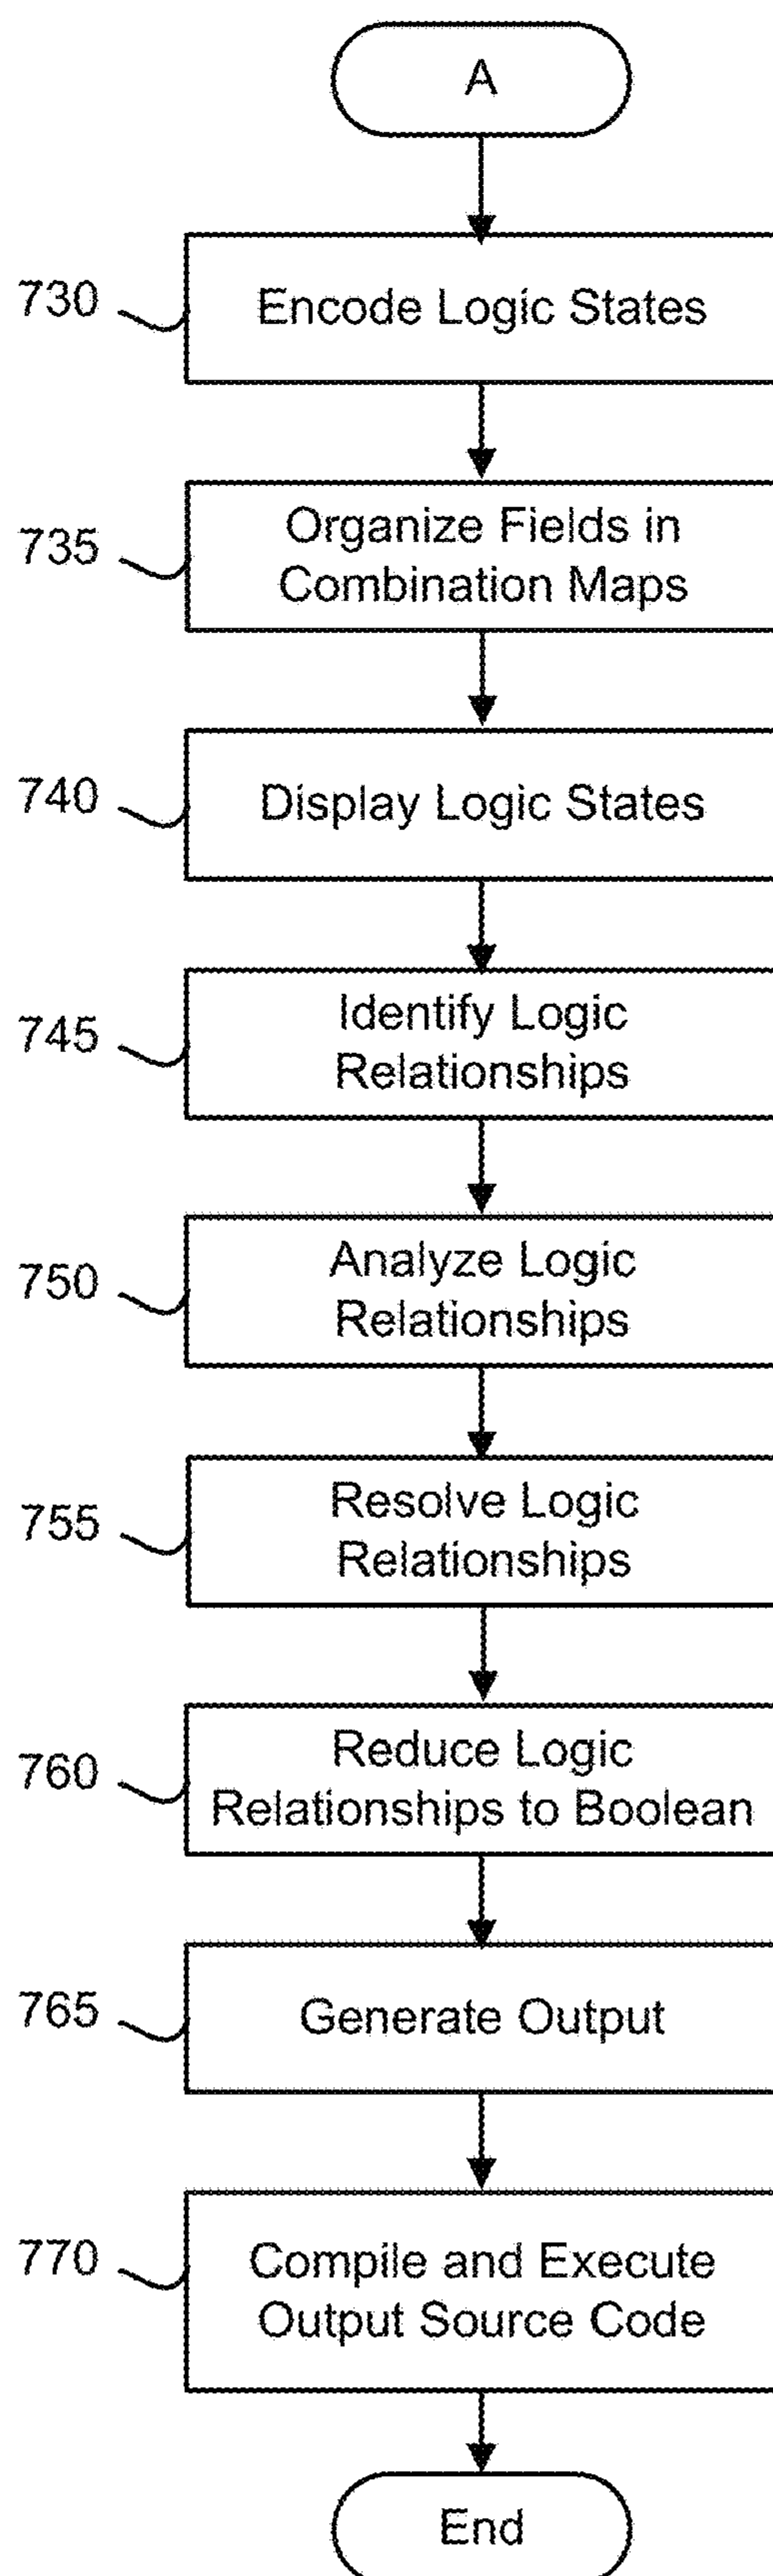 A
730
Encode Logic States
735
Organize Fields in
Combination Maps
740
Display Logic States
745
Identify Logic
Relationships
750
Analyze Logic
Relationships
755
Resolve Logic
Relationships
760
Reduce Logic
Relationships to Boolean
765
Generate Output
770
Compile and Execute
Output Source Code
End